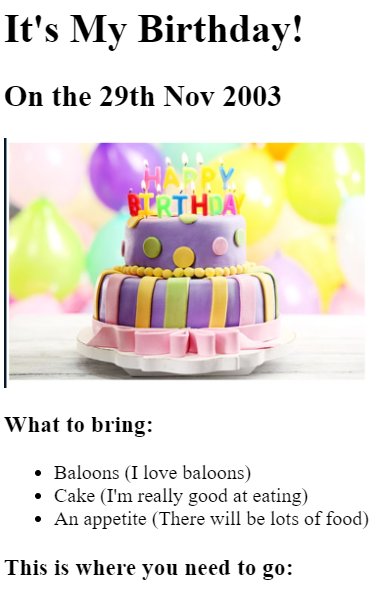 It's My Birthday!
On the 29th Nov 2003
HAPPY
BIRTHDAY
What to bring:
Baloons (I love baloons)
Cake (I'm really good at eating)
An appetite (There will be lots of food)
This is where you need to go: